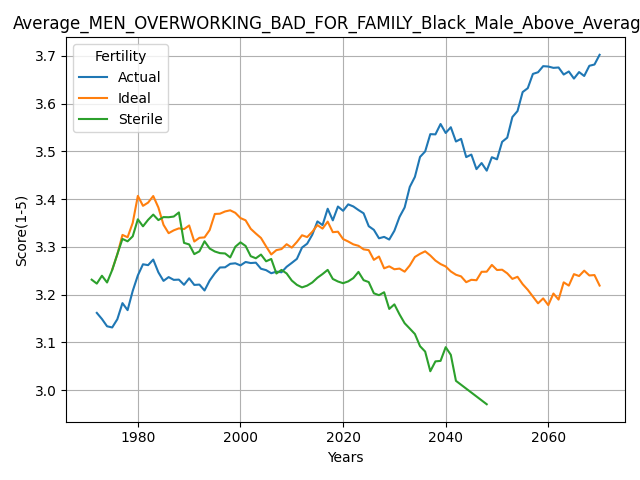 Average_MEN_OVERWORKING_BAD_FOR_FAMILY_Black_Male_Above_Averag
Fertility
Actual
Ideal
Sterile
3.7
3.6
3.5
3.4
3.3
3.2
3.1
3.0
Score(1-5)
1980 2000 2020 2040 2060
Years